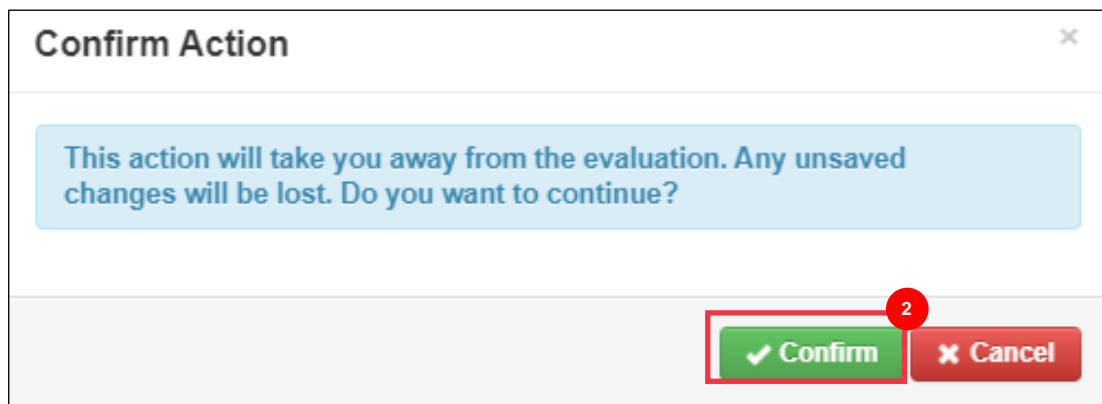 Confirm Action
×
This action will take you away from the evaluation. Any unsaved
changes will be lost. Do you want to continue?
2
✔ Confirm
✖ Cancel